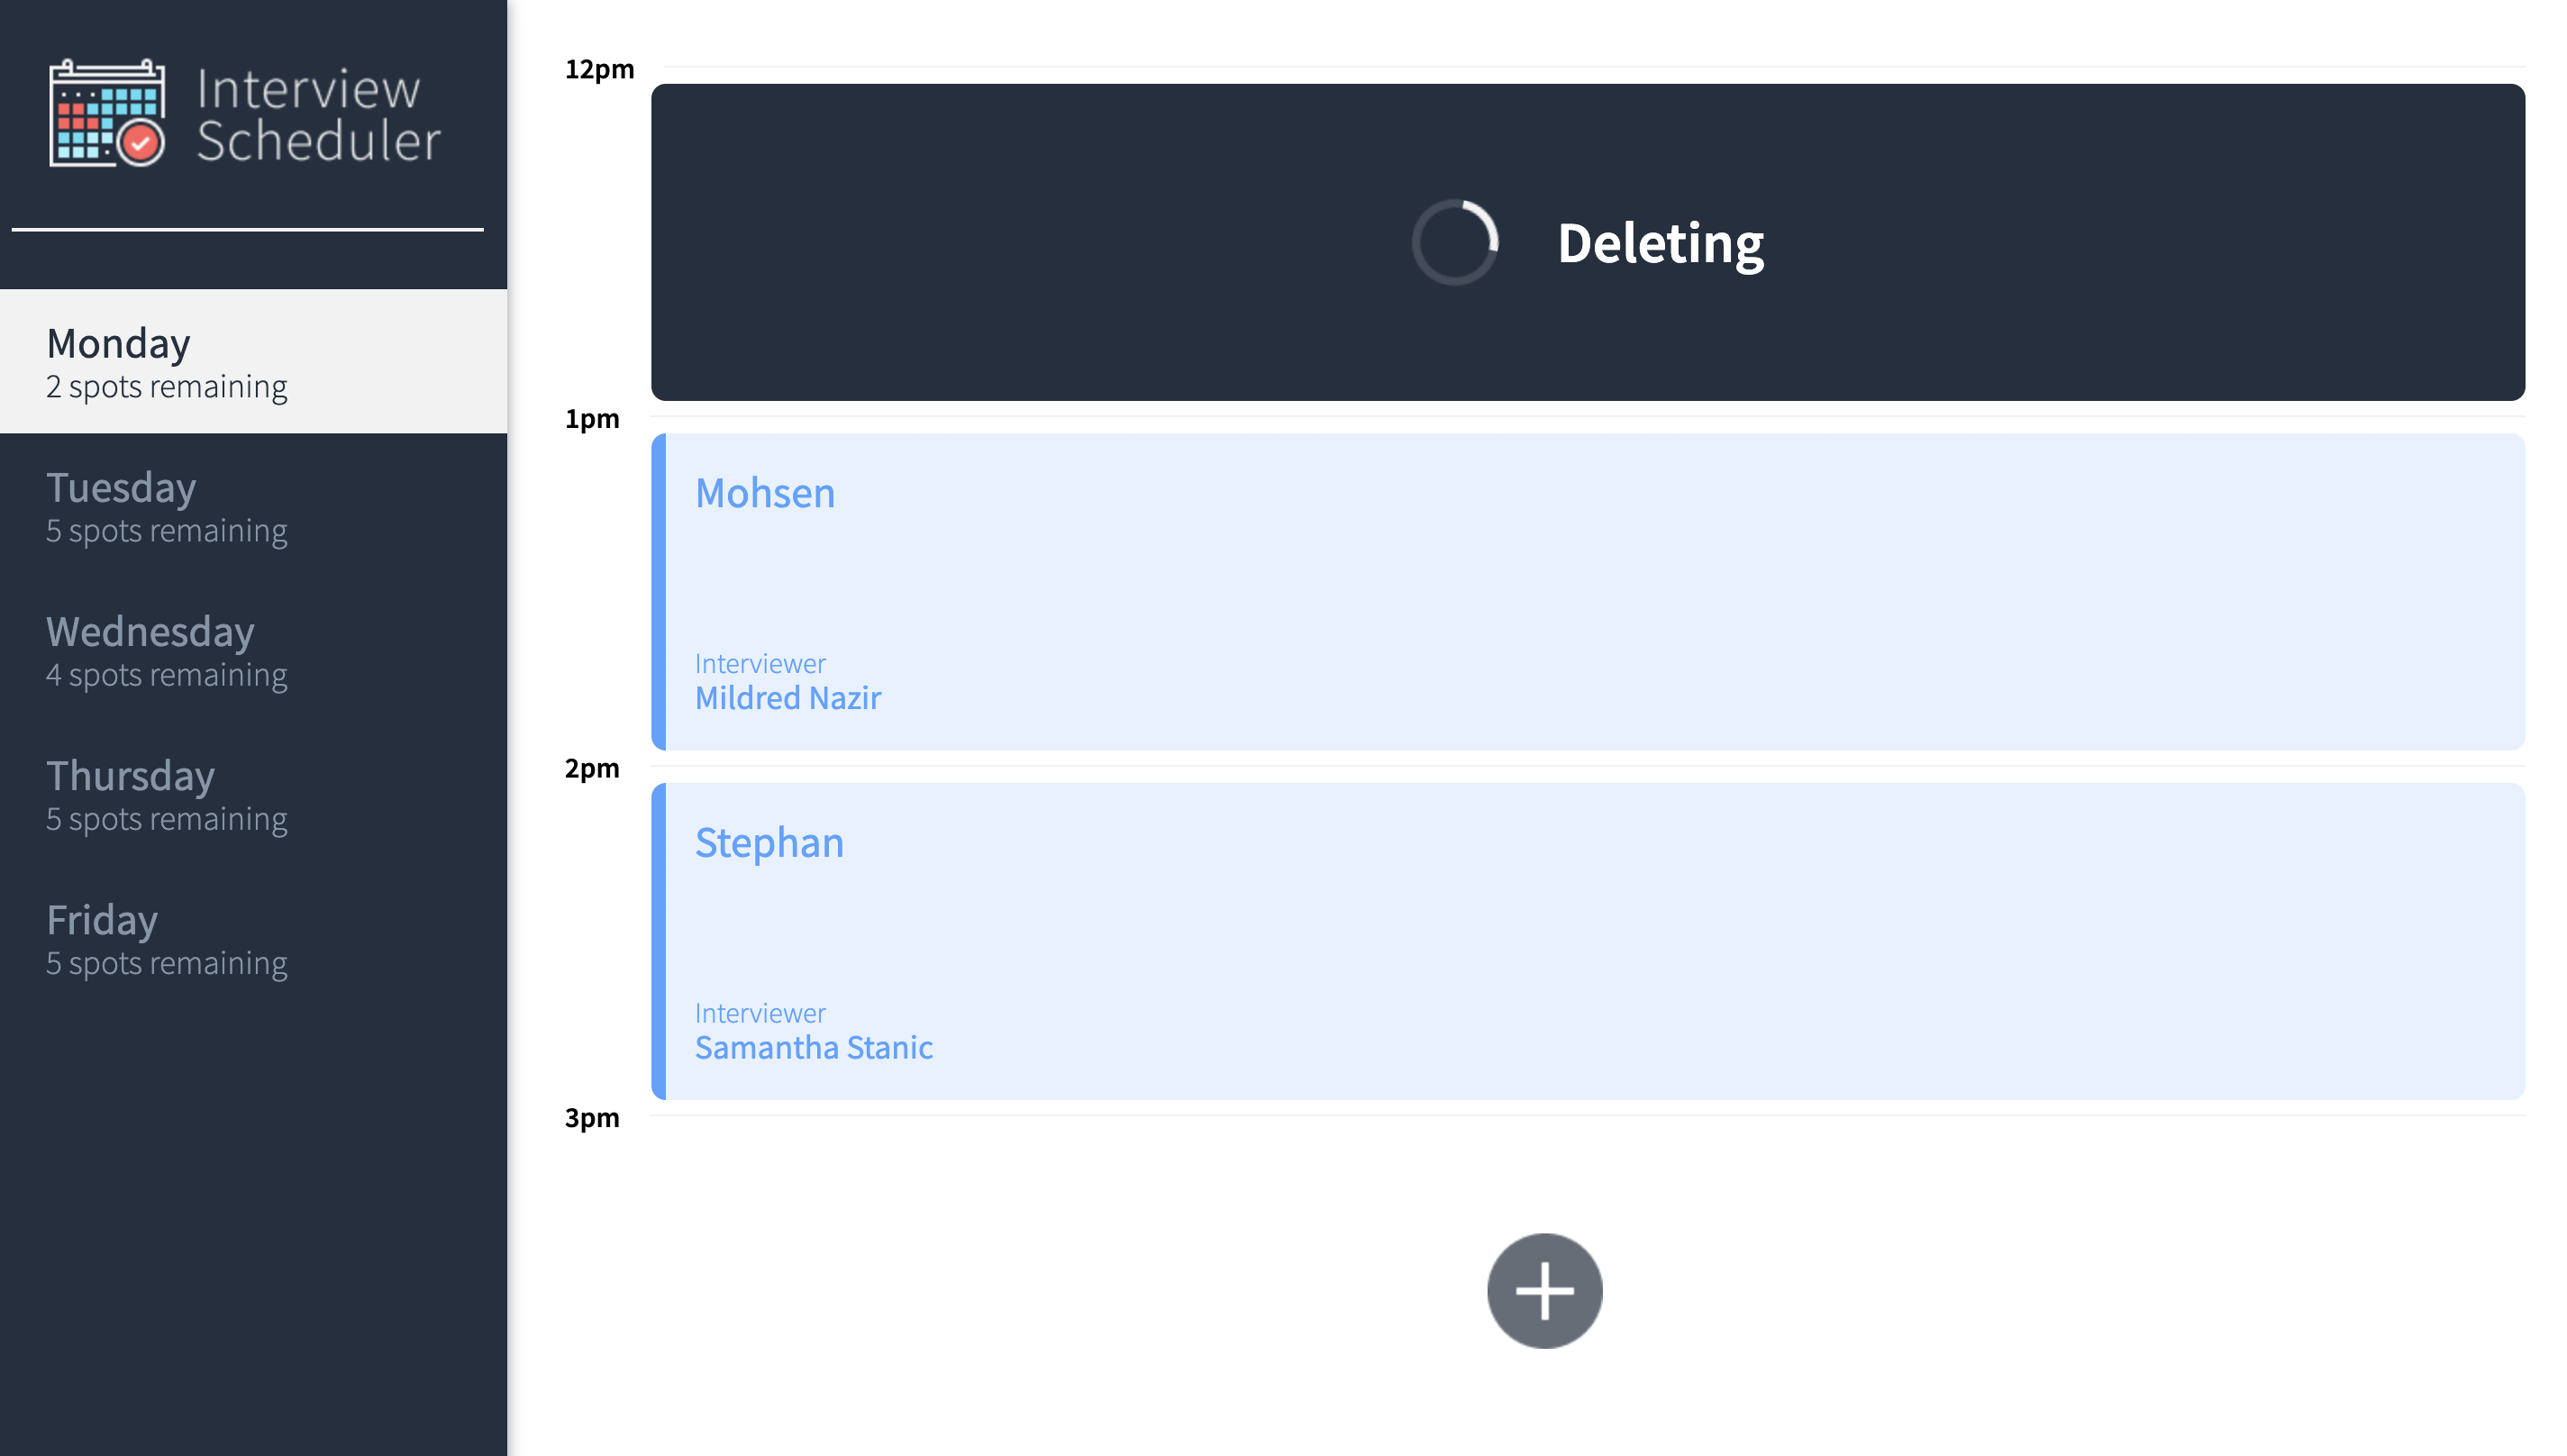 Interview
Scheduler
Monday
2 spots remaining
Tuesday
5 spots remaining
Wednesday
4 spots remaining
Thursday
5 spots remaining
Friday
5 spots remaining
12pm
Deleting
1pm
Mohsen
Interviewer
Mildred Nazir
2pm
Stephan
Interviewer
Samantha Stanic
3pm